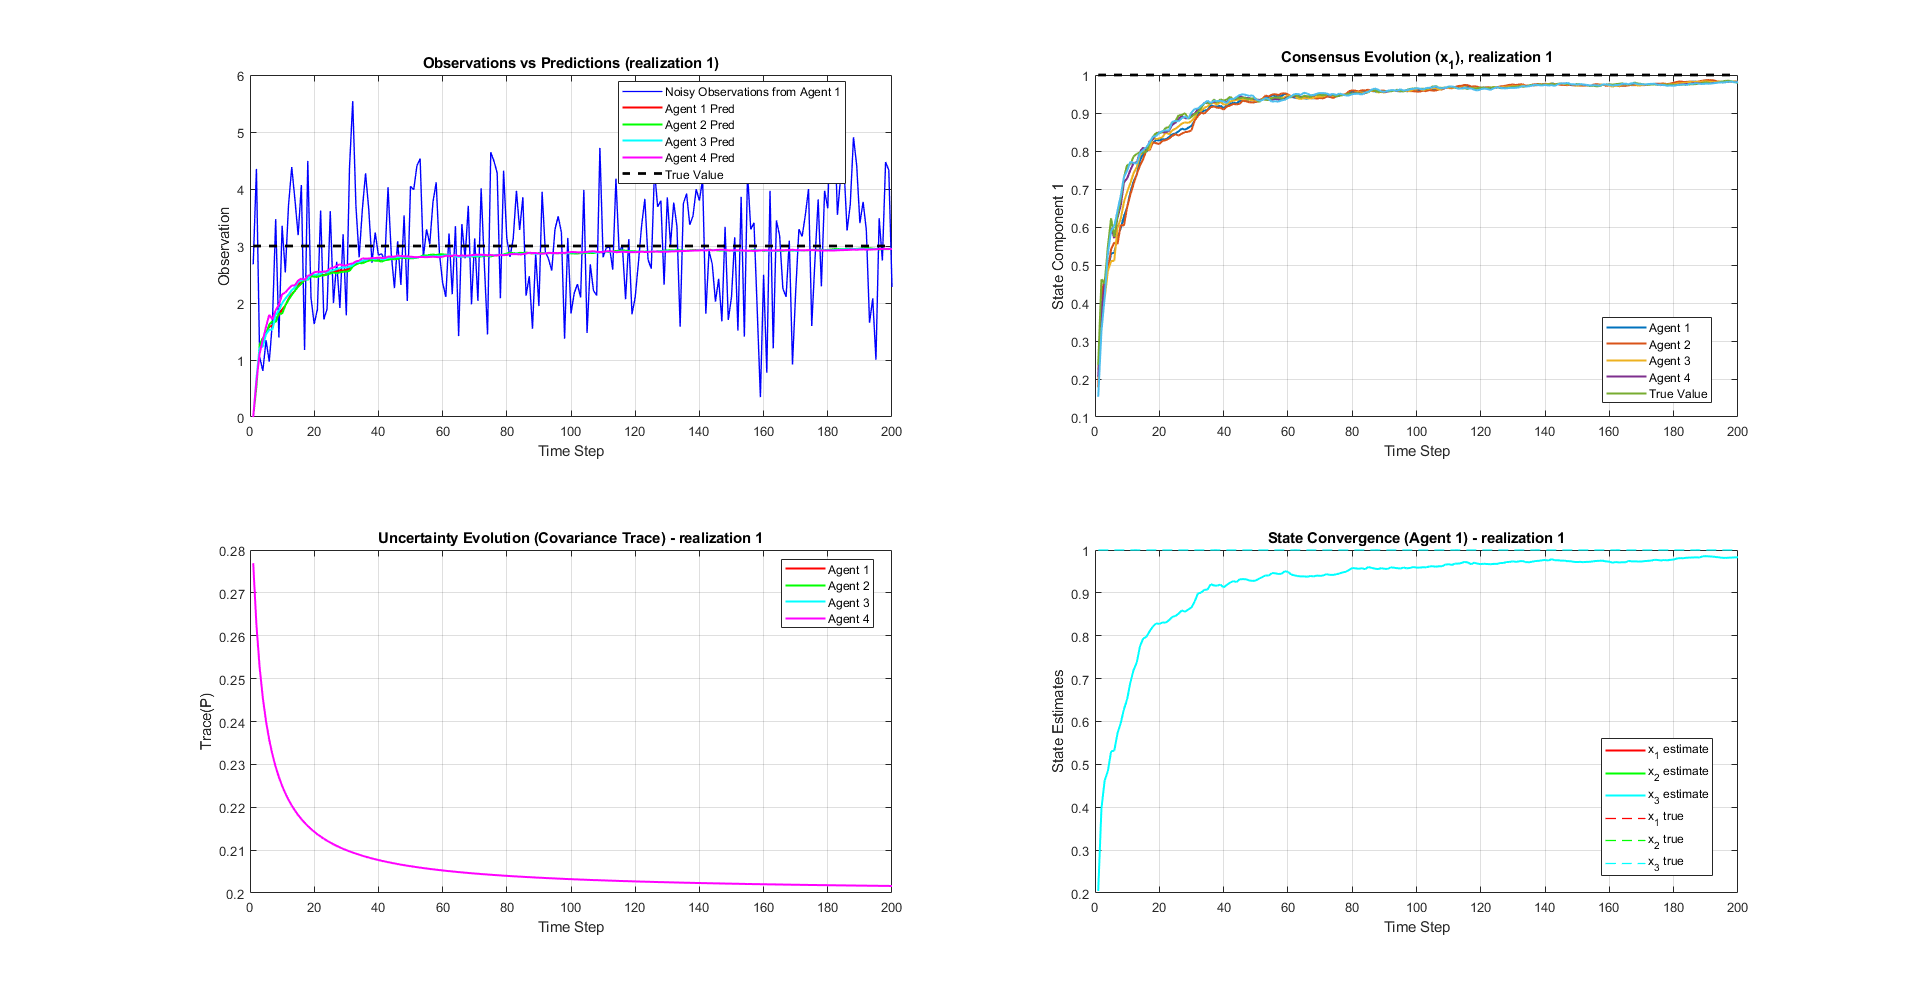 Observations vs Predictions (realization 1)
6
5
4
3
2
1
0
Observation
0 20 40 60 80 100 120 140 160 180 200
Time Step
Noisy Observations from Agent 1
Agent 1 Pred
Agent 2 Pred
Agent 3 Pred
Agent 4 Pred
True Value
Consensus Evolution (x1), realization 1
1
0.9
0.8
0.7
0.6
0.5
0.4
0.3
0.2
0.1
State Component 1
0 20 40 60 80 100 120 140 160 180 200
Time Step
Agent 1
Agent 2
Agent 3
Agent 4
True Value
Uncertainty Evolution (Covariance Trace) - realization 1
0.28
0.27
0.26
0.25
0.24
0.23
0.22
0.21
0.2
Trace(P)
0 20 40 60 80 100 120 140 160 180 200
Time Step
Agent 1
Agent 2
Agent 3
Agent 4
State Convergence (Agent 1) - realization 1
1
0.9
0.8
0.7
0.6
0.5
0.4
0.3
0.2
State Estimates
0 20 40 60 80 100 120 140 160 180 200
Time Step
x1 estimate
x2 estimate
x3 estimate
x1 true
x2 true
x3 true